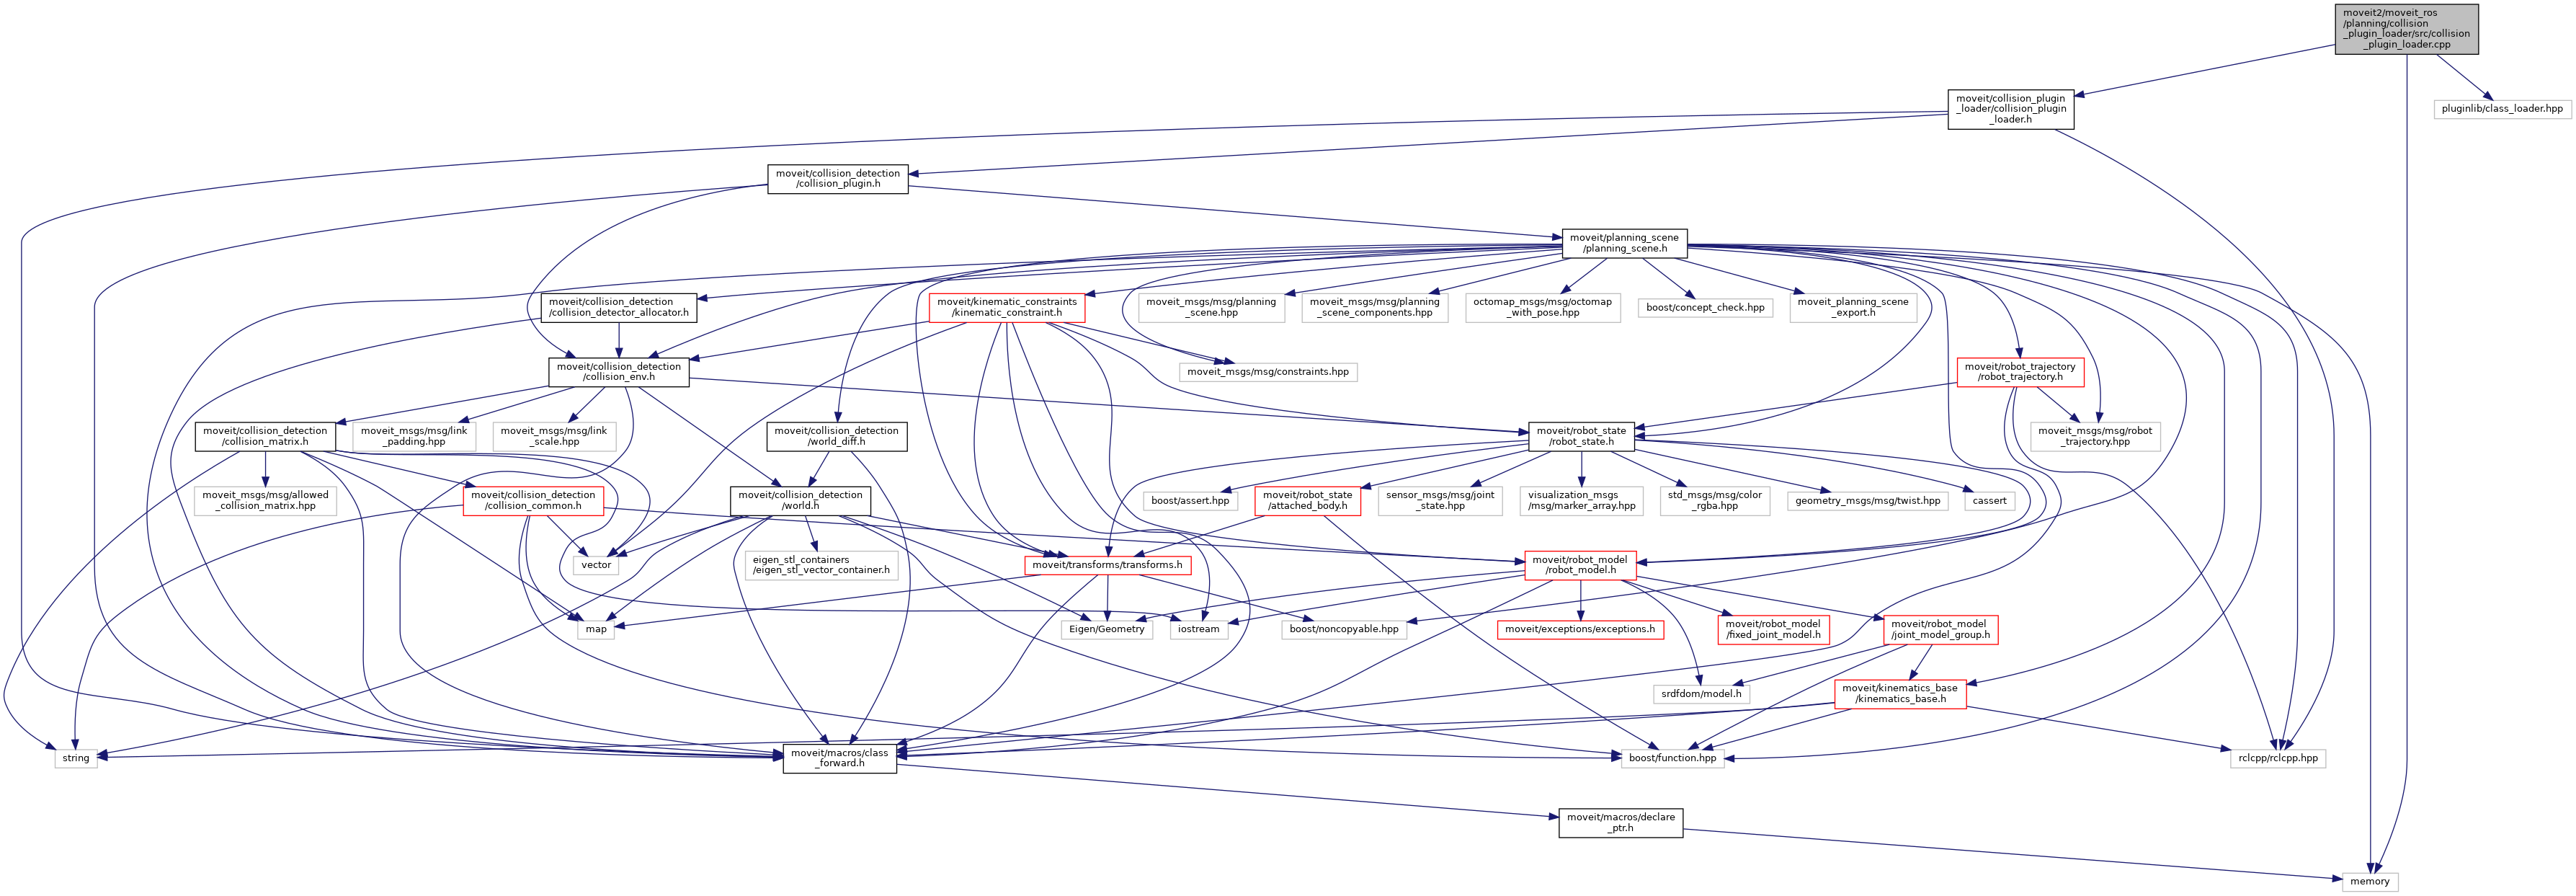 moveit2/moveit_ros
/planning/collision
_plugin_loader/src/collision
_plugin_loader.cpp
moveit/collision_plugin
_loader/collision_plugin
_loader.h
pluginlib/class_loader.hpp
moveit/collision_detection
/collision_plugin.h
moveit/planning_scene
/planning_scene.h
moveit/collision_detection
/collision_detector_allocator.h
moveit/kinematic_constraints
/kinematic_constraint.h
moveit_msgs/msg/planning
_scene.hpp
moveit_msgs/msg/planning
_scene_components.hpp
octomap_msgs/msg/octomap
_with_pose.hpp
boost/concept_check.hpp
moveit_planning_scene
_export.h
moveit/collision_detection
/collision_env.h
moveit_msgs/msg/constraints.hpp
moveit/robot_trajectory
/robot_trajectory.h
moveit/collision_detection
/collision_matrix.h
moveit_msgs/msg/link
_padding.hpp
moveit_msgs/msg/link
_scale.hpp
moveit/collision_detection
/world_diff.h
moveit/robot_state
/robot_state.h
moveit_msgs/msg/robot
_trajectory.hpp
moveit_msgs/msg/allowed
_collision_matrix.hpp
moveit/collision_detection
/collision_common.h
moveit/collision_detection
/world.h
boost/assert.hpp
moveit/robot_state
/attached_body.h
sensor_msgs/msg/joint
_state.hpp
visualization_msgs
/msg/marker_array.hpp
std_msgs/msg/color
_rgba.hpp
geometry_msgs/msg/twist.hpp
cassert
vector
eigen_stl_containers
/eigen_stl_vector_container.h
moveit/transforms/transforms.h
moveit/robot_model
/robot_model.h
map
Eigen/Geometry
iostream
boost/noncopyable.hpp
moveit/exceptions/exceptions.h
moveit/robot_model
/fixed_joint_model.h
moveit/robot_model
/joint_model_group.h
srdfdom/model.h
moveit/kinematics_base
/kinematics_base.h
string
moveit/macros/class
_forward.h
boost/function.hpp
rclcpp/rclcpp.hpp
moveit/macros/declare
_ptr.h
memory